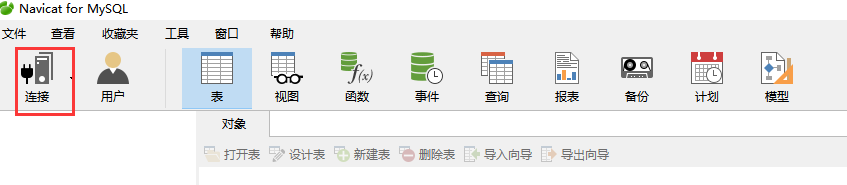 Navicat for MySQL
文件 查看 收藏夹 工具 窗口 帮助
f(x)
连接 用户 表 视图 函数 事件 查询 报表 备份 计划 模型
对象
打开表 设计表 新建表 删除表 导入向导 导出向导